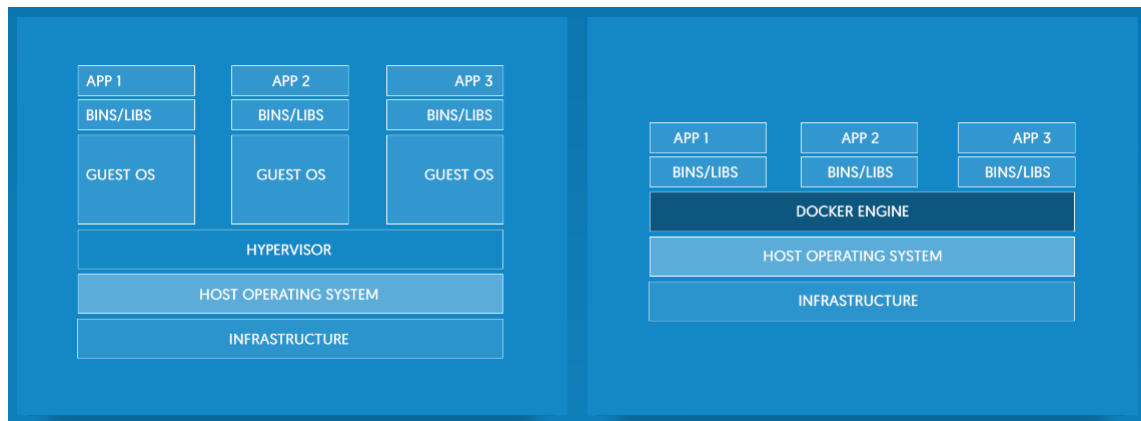 APP 1 APP 2 APP 3
BINS/LIBS BINS/LIBS BINS/LIBS
GUEST OS GUEST OS GUEST OS
HYPERVISOR
HOST OPERATING SYSTEM
INFRASTRUCTURE
APP 1 APP 2 APP 3
BINS/LIBS BINS/LIBS BINS/LIBS
DOCKER ENGINE
HOST OPERATING SYSTEM
INFRASTRUCTURE